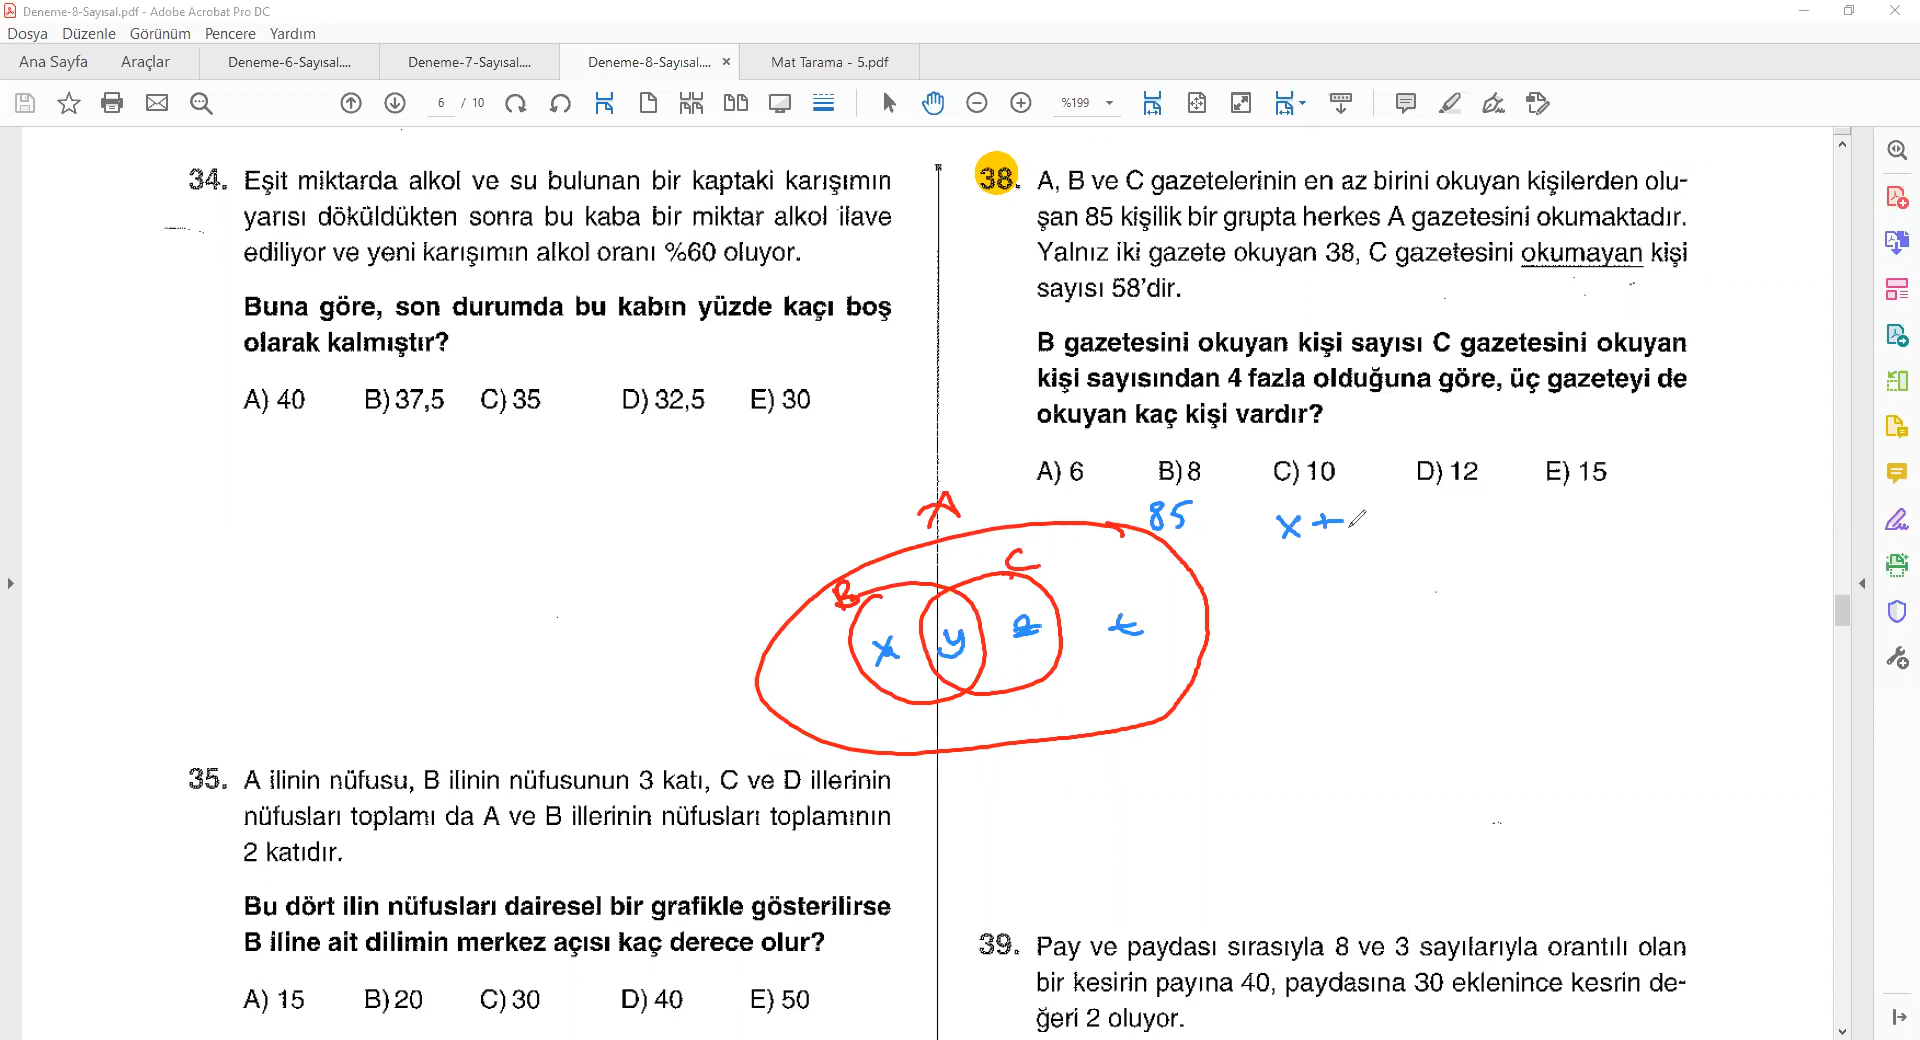 Deneme-8-Sayısal.pdf - Adobe Acrobat Pro DC
Dosya Düzenle Görünüm Pencere Yardım
Ana Sayfa Araçlar Deneme-6-Sayısal.... Deneme-7-Sayısal.... Deneme-8-Sayısal.... × Mat Tarama - 5.pdf
6 / 10 %199
34. Eşit miktarda alkol ve su bulunan bir kaptaki karışımın
yarısı döküldükten sonra bu kaba bir miktar alkol ilave
ediliyor ve yeni karışımın alkol oranı %60 oluyor.
Buna göre, son durumda bu kabın yüzde kaçı boş
olarak kalmıştır?
A) 40 B) 37,5 C) 35 D) 32,5 E) 30
35. A ilinin nüfusu, B ilinin nüfusunun 3 katı, C ve D illerinin
nüfusları toplamı da A ve B illerinin nüfusları toplamının
2 katıdır.
Bu dört ilin nüfusları dairesel bir grafikle gösterilirse
B iline ait dilimin merkez açısı kaç derece olur?
A) 15 B) 20 C) 30 D) 40 E) 50
38. A, B ve C gazetelerinin en az birini okuyan kişilerden olu-
şan 85 kişilik bir grupta herkes A gazetesini okumaktadır.
Yalnız iki gazete okuyan 38, C gazetesini okumayan kişi
sayısı 58'dir.
B gazetesini okuyan kişi sayısı C gazetesini okuyan
kişi sayısından 4 fazla olduğuna göre, üç gazeteyi de
okuyan kaç kişi vardır?
A) 6 B) 8 C) 10 D) 12 E) 15
A 85 x +
B C
x y z t
39. Pay ve paydası sırasıyla 8 ve 3 sayılarıyla orantılı olan
bir kesirin payına 40, paydasına 30 eklenince kesrin de-
ğeri 2 oluyor.